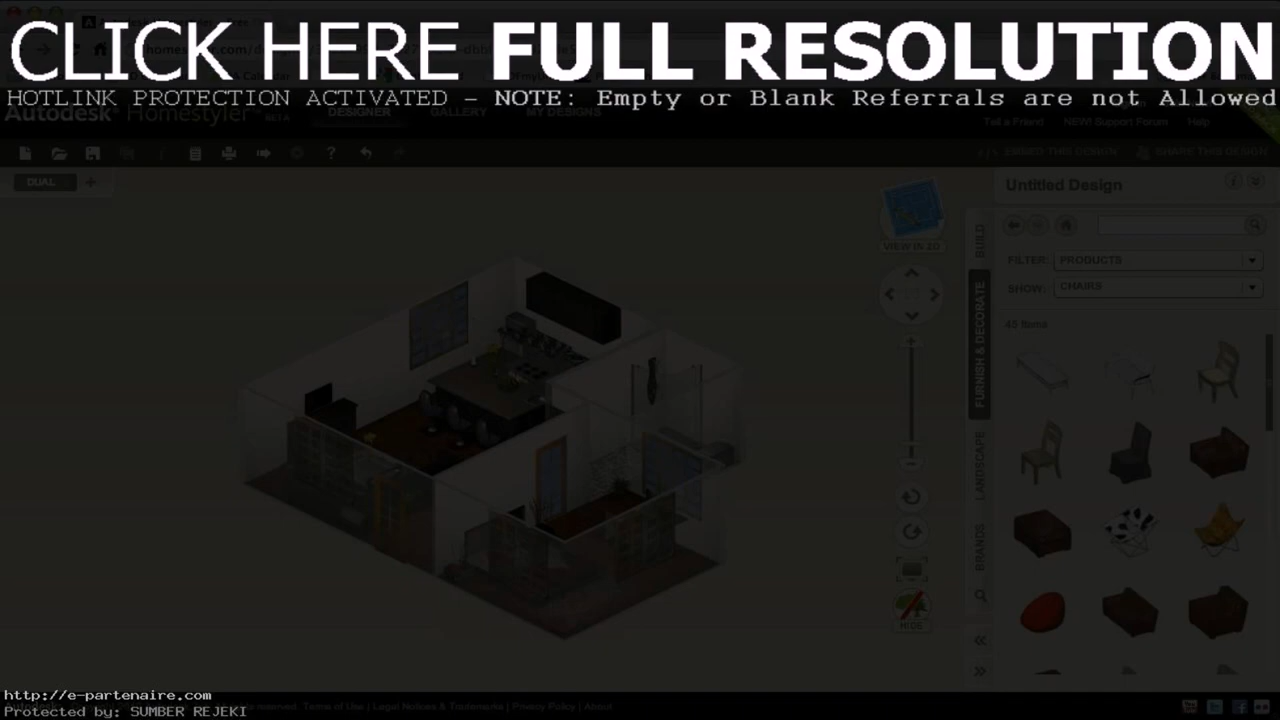 CLICK HERE FULL RESOLUTION
HOTLINK PROTECTION ACTIVATED – NOTE: Empty or Blank Referrals are not Allowed
Autodesk® Homestyler™ BETA
DESIGNER GALLERY MY DESIGNS
Tell a Friend NEW! Support Forum Help
EMBED THIS DESIGN SHARE THIS DESIGN
DUAL
Untitled Design
VIEW IN 2D
BUILD
FURNISH & DECORATE
LANDSCAPE
BRANDS
FILTER: PRODUCTS
SHOW: CHAIRS
45 Items
HIDE
http://e-partenaire.com
Protected by: SUMBER REJEKI
reserved. Terms of Use | Legal Notices & Trademarks | Privacy Policy | About